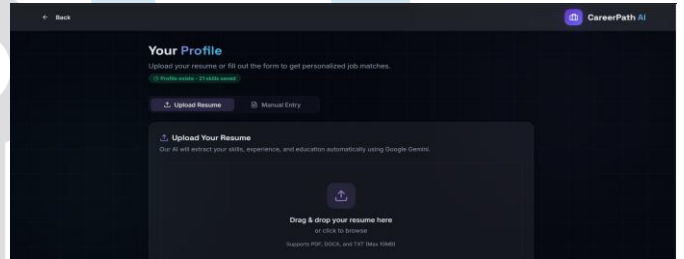 ← Back
CareerPath AI
Your Profile
Upload your resume or fill out the form to get personalized job matches.
Profile exists - 21 skills saved
Upload Resume
Manual Entry
Upload Your Resume
Our AI will extract your skills, experience, and education automatically using Google Gemini.
Drag & drop your resume here
or click to browse
Supports PDF, DOCX, and TXT (Max 10MB)